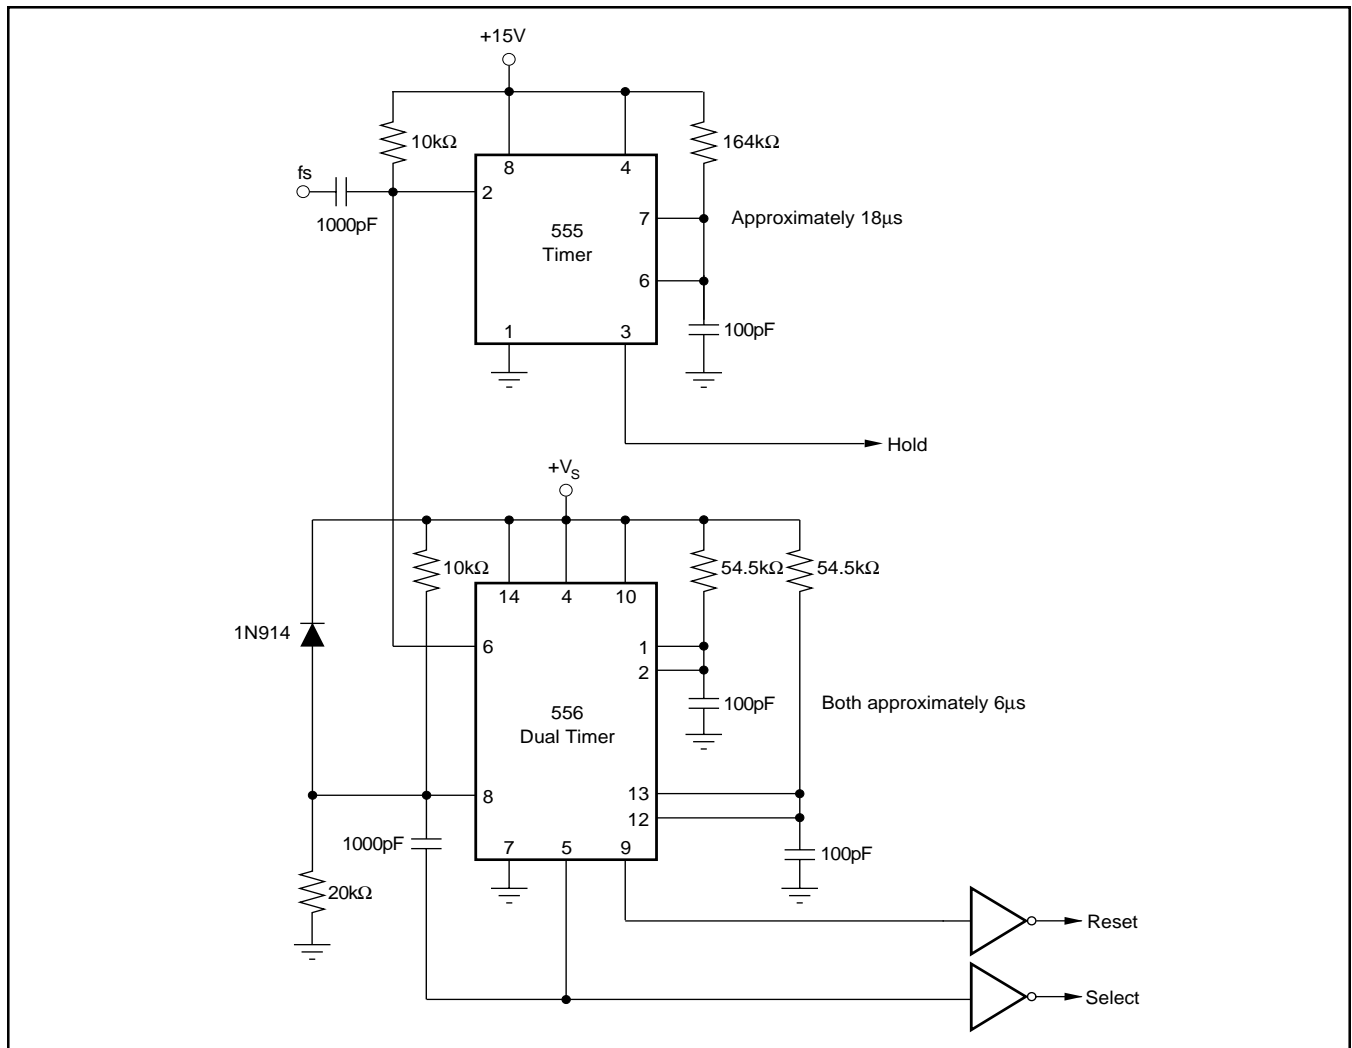 +15V
10kΩ
164kΩ
fs
8
4
2
1000pF
7
Approximately 18µs
555
Timer
6
1
3
100pF
Hold
+VS
10kΩ
54.5kΩ
54.5kΩ
14
4
10
1N914
6
1
2
100pF
Both approximately 6µs
556
Dual Timer
8
13
12
1000pF
7
5
9
100pF
20kΩ
Reset
Select